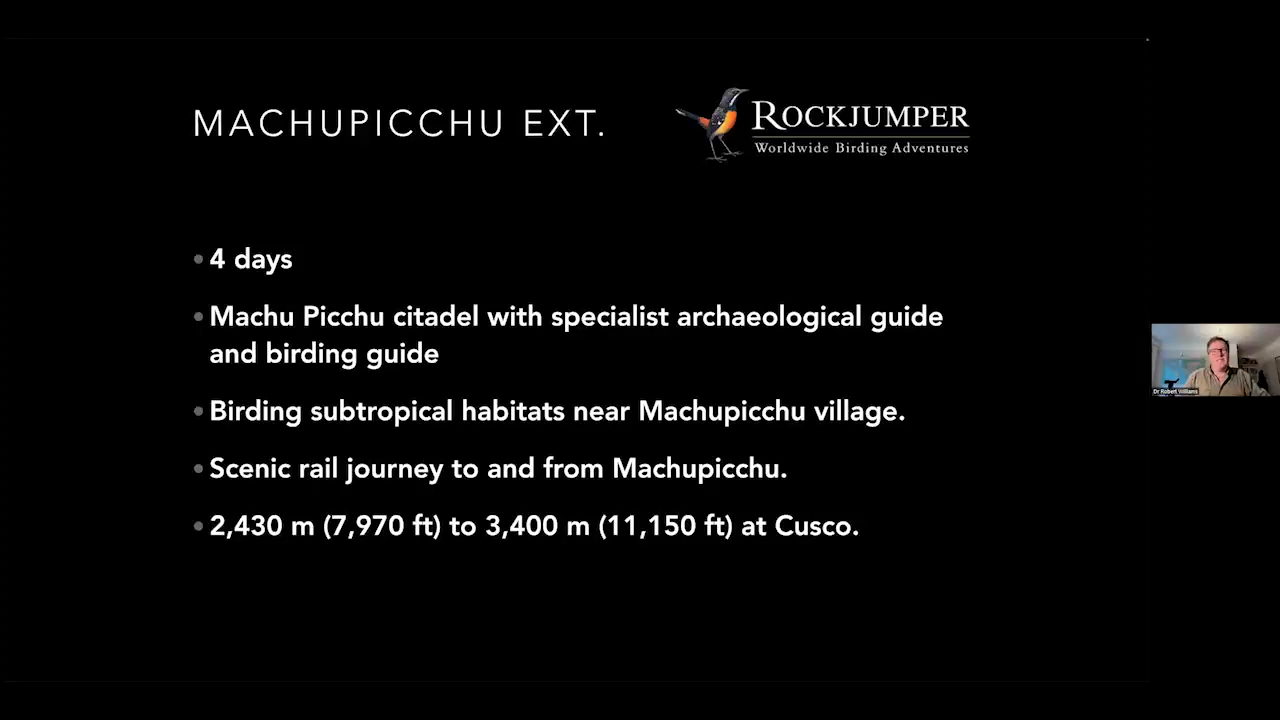 MACHUPICCHU EXT.
ROCKJUMPER
Worldwide Birding Adventures
• 4 days
• Machu Picchu citadel with specialist archaeological guide
and birding guide
• Birding subtropical habitats near Machupicchu village.
• Scenic rail journey to and from Machupicchu.
• 2,430 m (7,970 ft) to 3,400 m (11,150 ft) at Cusco.
Dr Robert Williams